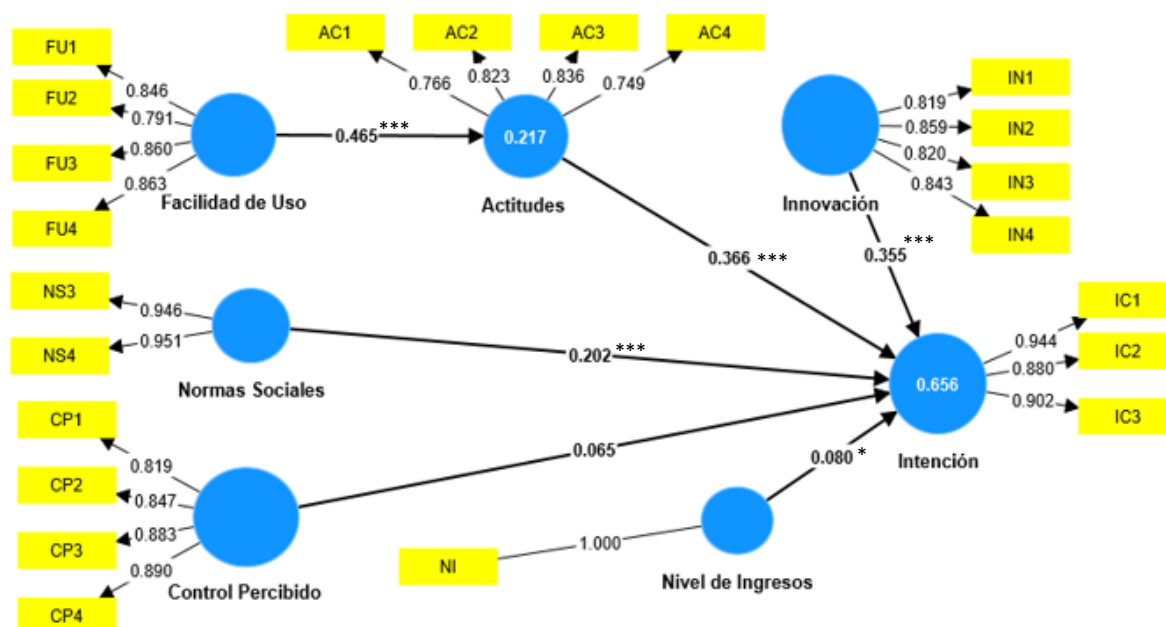 AC1
AC2
AC3
AC4
FU1
FU2
FU3
FU4
0.846
0.791
0.860
0.863
Facilidad de Uso
0.465***
0.766
0.823
0.836
0.749
0.217
Actitudes
IN1
IN2
IN3
IN4
0.819
0.859
0.820
0.843
Innovación
0.366 ***
0.355***
NS3
NS4
0.946
0.951
Normas Sociales
0.202***
IC1
IC2
IC3
0.944
0.880
0.902
0.656
Intención
CP1
CP2
CP3
CP4
0.819
0.847
0.883
0.890
Control Percibido
0.065
0.080 *
NI
1.000
Nivel de Ingresos